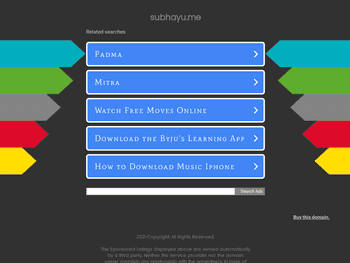 subhayu.me
Related searches
Padma
Mitra
Watch Free Moves Online
Download the Byju's Learning App
How to Download Music Iphone
Search Ads
Buy this domain.
2021 Copyright. All Rights Reserved.
The Sponsored Listings displayed above are served automatically
by a third party. Neither the service provider nor the domain
owner maintain any relationship with the advertisers. In case of